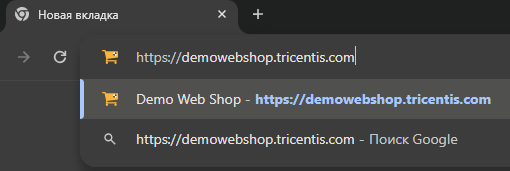 Новая вкладка
https://demowebshop.tricentis.com
Demo Web Shop - https://demowebshop.tricentis.com
https://demowebshop.tricentis.com - Поиск Google